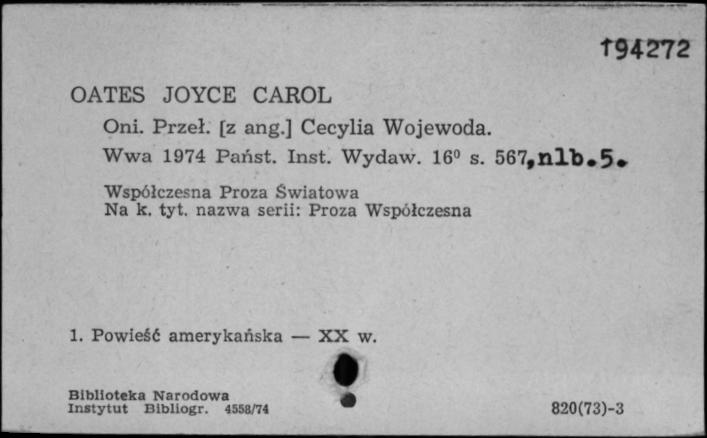 194272
OATES JOYCE CAROL
Oni. Przeł. [z ang.] Cecylia Wojewoda.
Wwa 1974 Państ. Inst. Wydaw. 16⁰ s. 567,nlb.5.
Współczesna Proza Światowa
Na k. tyt. nazwa serii: Proza Współczesna
1. Powieść amerykańska — XX w.
Biblioteka Narodowa
Instytut Bibliogr. 4558/74
820(73)-3